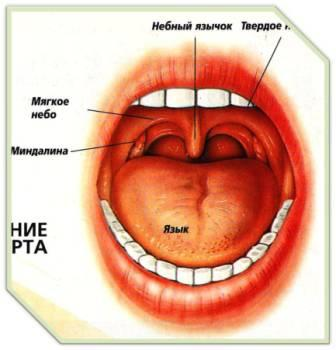 Небный язычок Твердое
Мягкое
небо
Миндалина
Язык
НИЕ
РТА